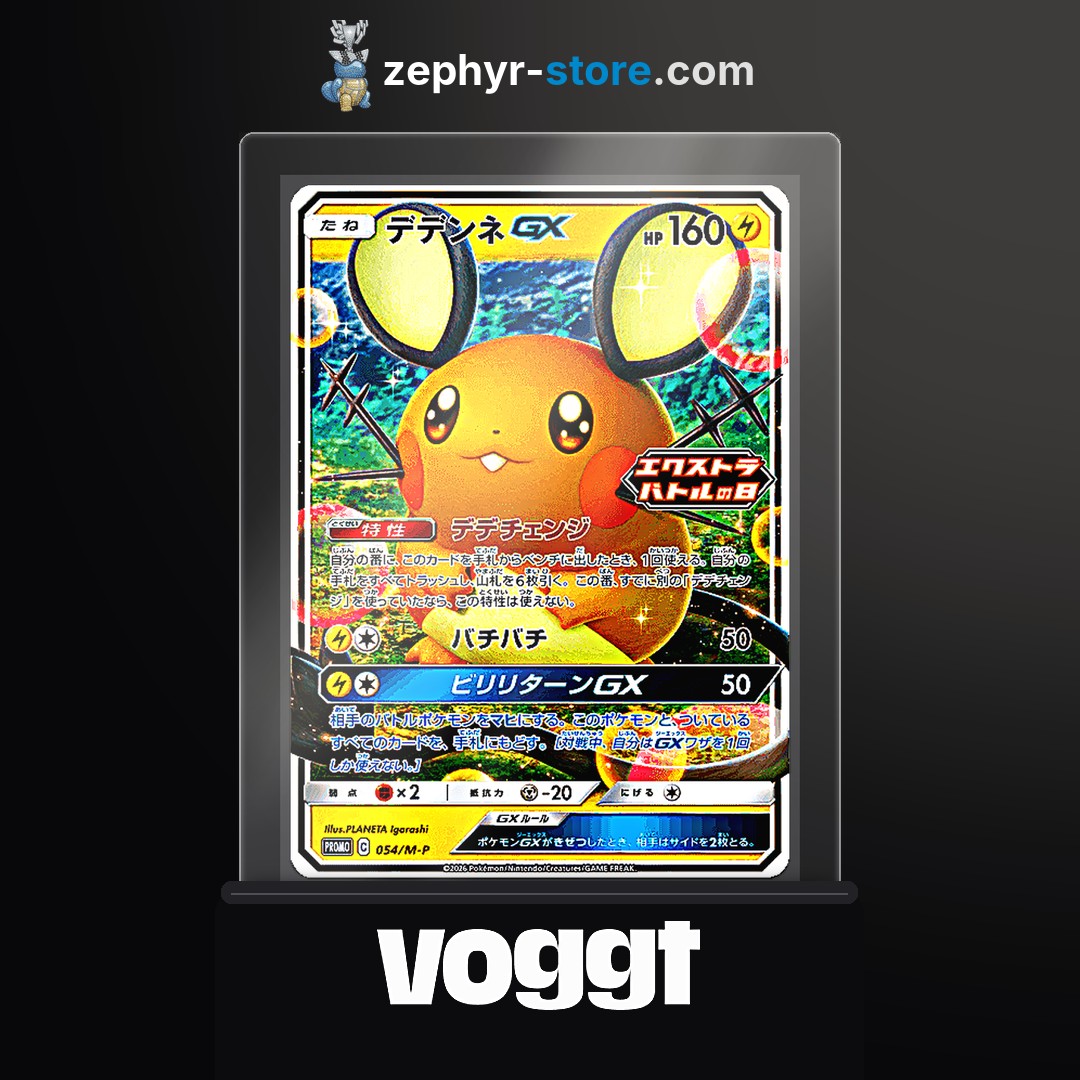 zephyr-store.com
たね デデンネGX HP 160
エクストラ
バトルの日
とくせい
特性 デデチェンジ
自分の番に、このカードを手札からベンチに出したとき、1回使える。自分の
手札をすべてトラッシュし、山札を6枚引く。この番、すでに別の「デデチェン
ジ」を使っていたなら、この特性は使えない。
バチバチ 50
ビリリターンGX 50
相手のバトルポケモンをマヒにする。このポケモンと、ついている
すべてのカードを、手札にもどす。[対戦中、自分はGXワザを1回
しか使えない。]
弱点 ×2 抵抗力 -20 にげる
GXルール
ポケモンGXがきぜつしたとき、相手はサイドを2枚とる。
Illus.PLANETA Igarashi
PROMO C 054/M-P
©2026 Pokémon/Nintendo/Creatures/GAME FREAK.
voggt